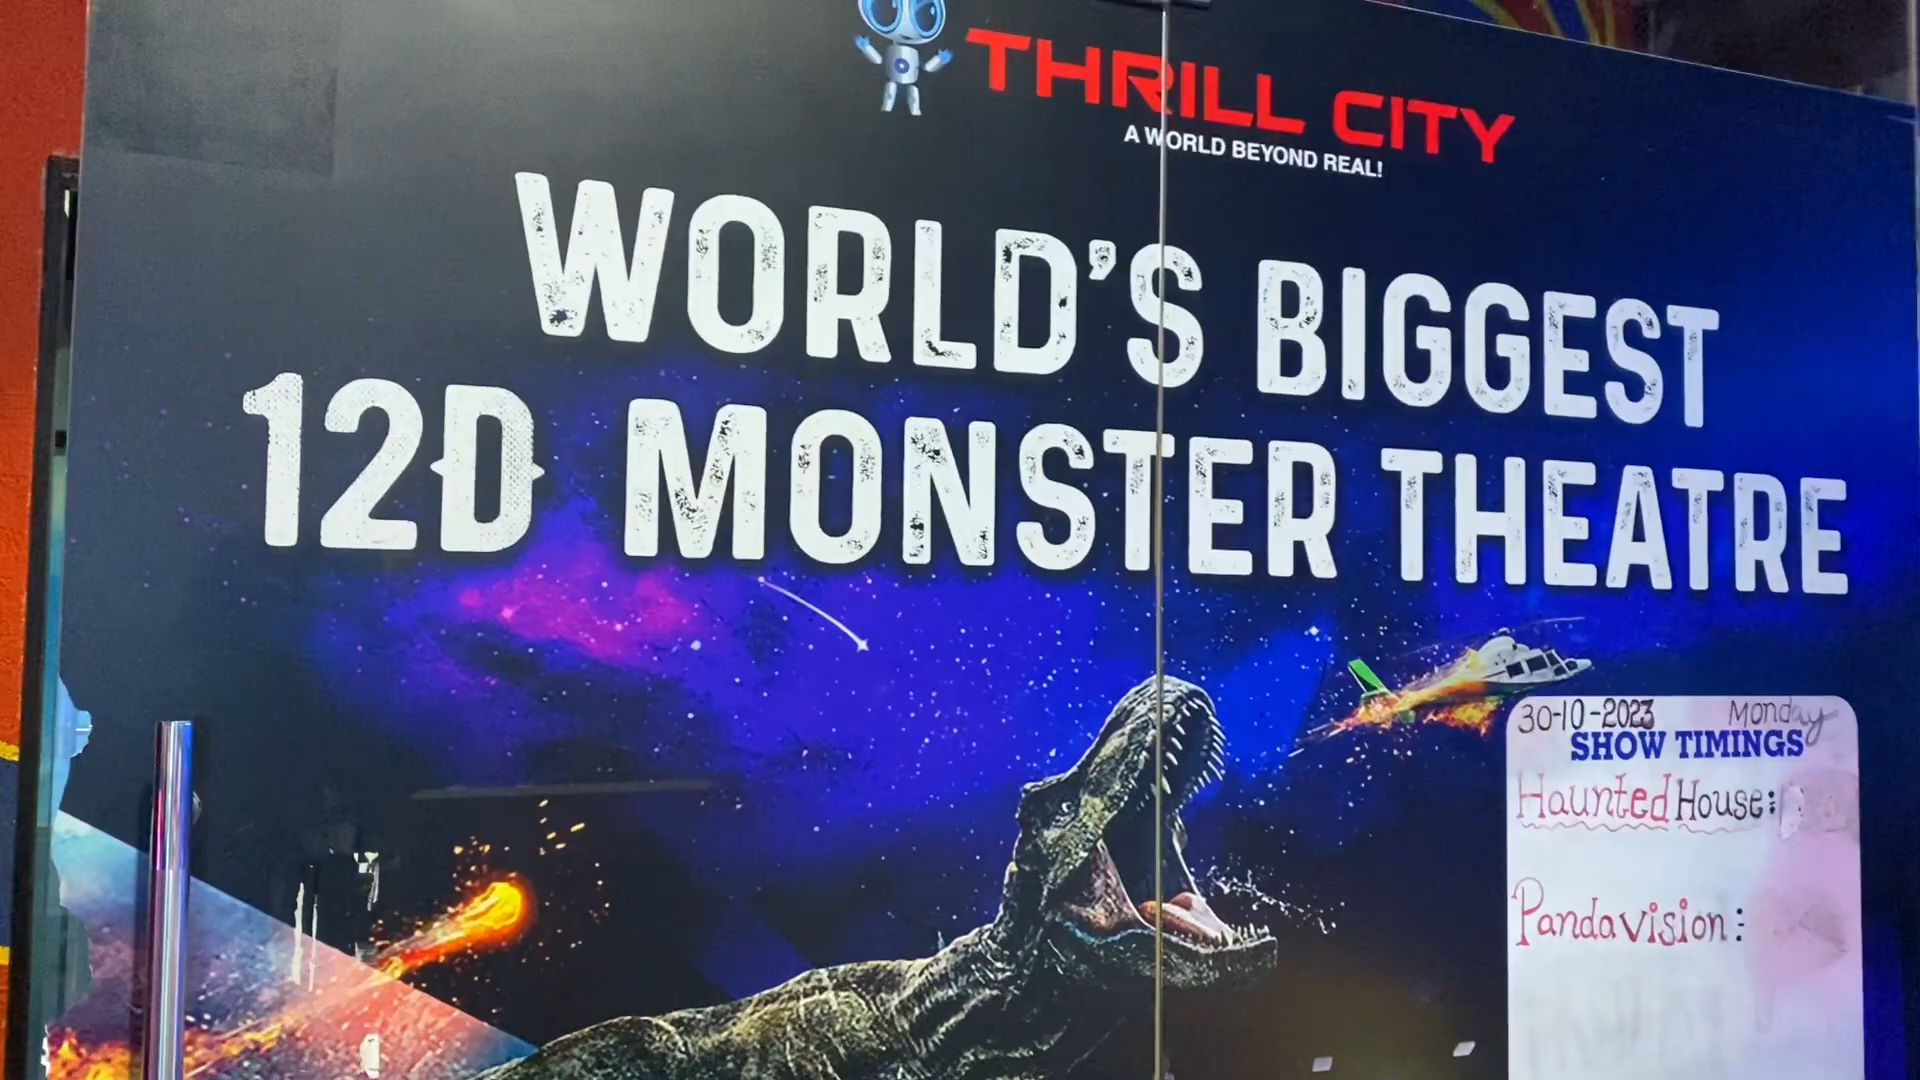 THRILL CITY
A WORLD BEYOND REAL!
WORLD'S BIGGEST
12D MONSTER THEATRE
30-10-2023 Monday
SHOW TIMINGS
Haunted House:
Pandavision: